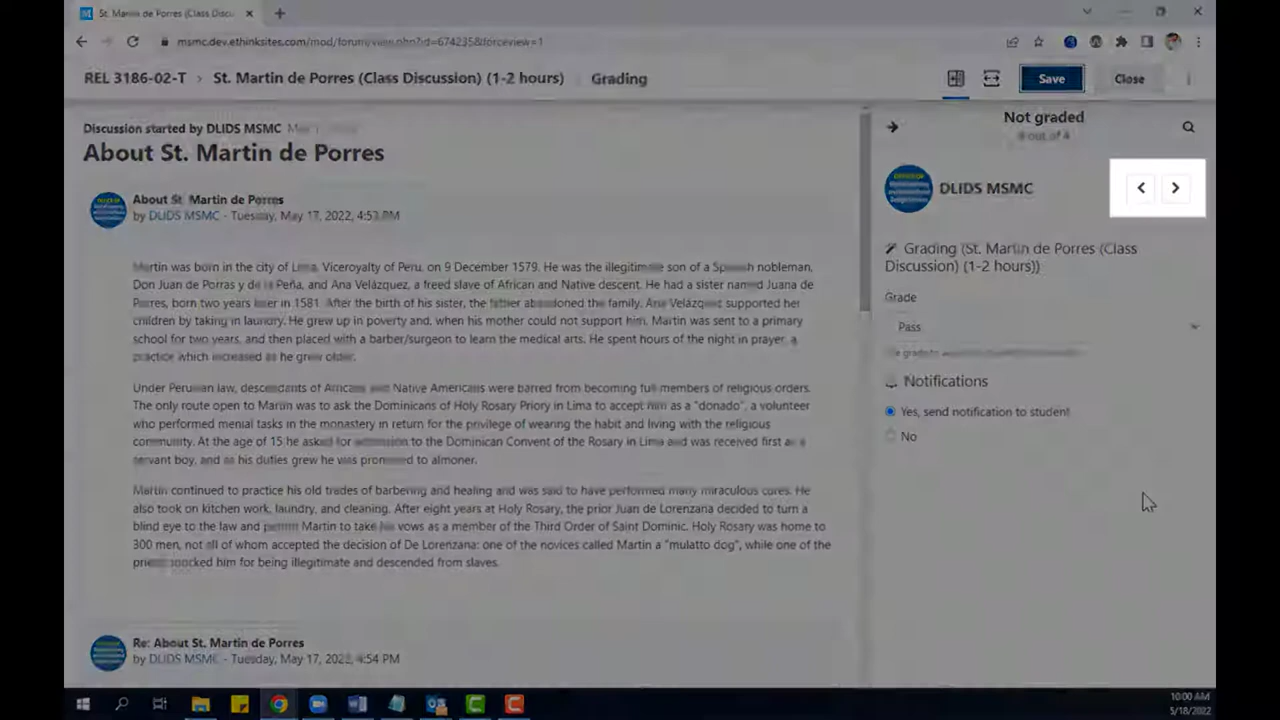 St. Martin de Porres (Class Discu
msmc.dev.ethinksites.com/mod/forum/view.php?id=674235&forceview=1
REL 3186-02-T > St. Martin de Porres (Class Discussion) (1-2 hours) Grading
Save
Close
Discussion started by DLIDS MSMC
About St. Martin de Porres
About St. Martin de Porres
by DLIDS MSMC - Tuesday, May 17, 2022, 4:53 PM
Martin was born in the city of Lima, Viceroyalty of Peru, on 9 December 1579. He was the illegitimate son of a Spanish nobleman,
Don Juan de Porras y de la Peña, and Ana Velázquez, a freed slave of African and Native descent. He had a sister named Juana de
Porres, born two years later in 1581. After the birth of his sister, the father abandoned the family. Ana Velázquez supported her
children by taking in laundry. He grew up in poverty and, when his mother could not support him, Martin was sent to a primary
school for two years, and then placed with a barber/surgeon to learn the medical arts. He spent hours of the night in prayer, a
practice which increased as he grew older.
Under Peruvian law, descendants of Africans and Native Americans were barred from becoming full members of religious orders.
The only route open to Martin was to ask the Dominicans of Holy Rosary Priory in Lima to accept him as a "donado", a volunteer
who performed menial tasks in the monastery in return for the privilege of wearing the habit and living with the religious
community. At the age of 15 he asked for admission to the Dominican Convent of the Rosary in Lima and was received first as a
servant boy, and as his duties grew he was promoted to almoner.
Martin continued to practice his old trades of barbering and healing and was said to have performed many miraculous cures. He
also took on kitchen work, laundry, and cleaning. After eight years at Holy Rosary, the prior Juan de Lorenzana decided to turn a
blind eye to the law and permit Martin to take his vows as a member of the Third Order of Saint Dominic. Holy Rosary was home to
300 men, not all of whom accepted the decision of De Lorenzana: one of the novices called Martin a "mulatto dog", while one of the
priests mocked him for being illegitimate and descended from slaves.
Re: About St. Martin de Porres
by DLIDS MSMC - Tuesday, May 17, 2022, 4:54 PM
Not graded
out of 4
DLIDS MSMC
Grading (St. Martin de Porres (Class
Discussion) (1-2 hours))
Grade
Pass
Notifications
Yes, send notification to student
No
10:00 AM
5/18/2022